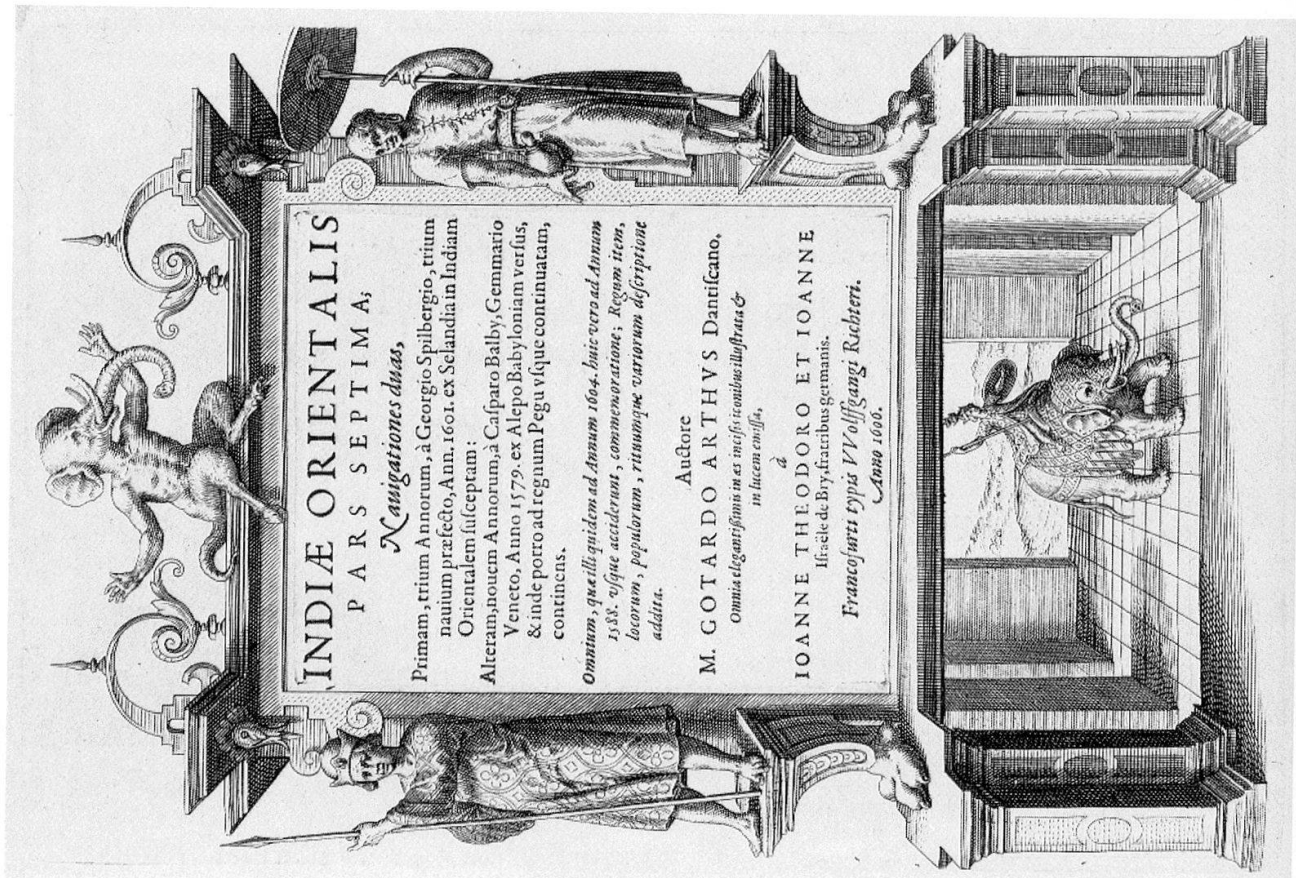 INDIÆ ORIENTALIS
PARS SEPTIMA;
Nauigationes duas,
Primam, trium Annorum, à Georgio Spilbergio, trium
nauium præfecto, Ann. 1601. ex Selandia in Indiam
Orientalem ſuſceptam:
Alteram, nouem Annorum, à Caſparo Balby, Gemmario
Veneto, Anno 1579. ex Alepo Babyloniam verſus,
& inde porro ad regnum Pegu vſque continuatam,
continens.
Omnium, quæ illi quidem ad Annum 1604. huic vero ad Annum
1588. vſque acciderunt, commemoratione; Regum item,
locorum, populorum, rituumque variorum deſcriptione
addita.
Auctore
M. GOTARDO ARTHVS Dantiſcano,
Omnia elegantiſſimis in æs inciſis iconibus illuſtrata &
in lucem emiſſa,
à
IOANNE THEODORO ET IOANNE
Iſraële de Bry, fratribus germanis.
Francofurti typis VVolffgangi Richteri.
Anno 1606.